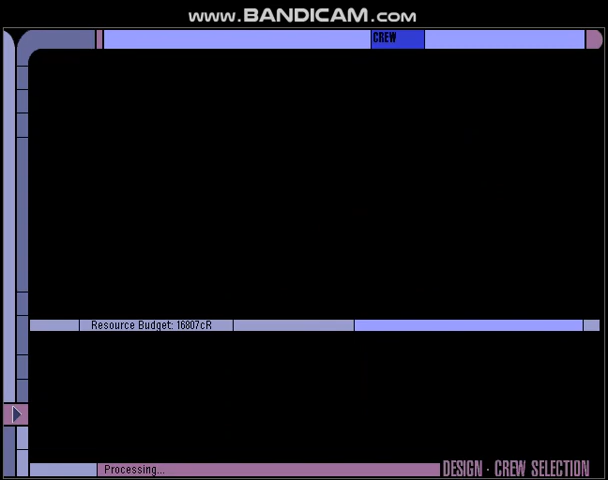 www.BANDICAM.com
CREW
Resource Budget: 16807cR
Processing...
DESIGN · CREW SELECTION